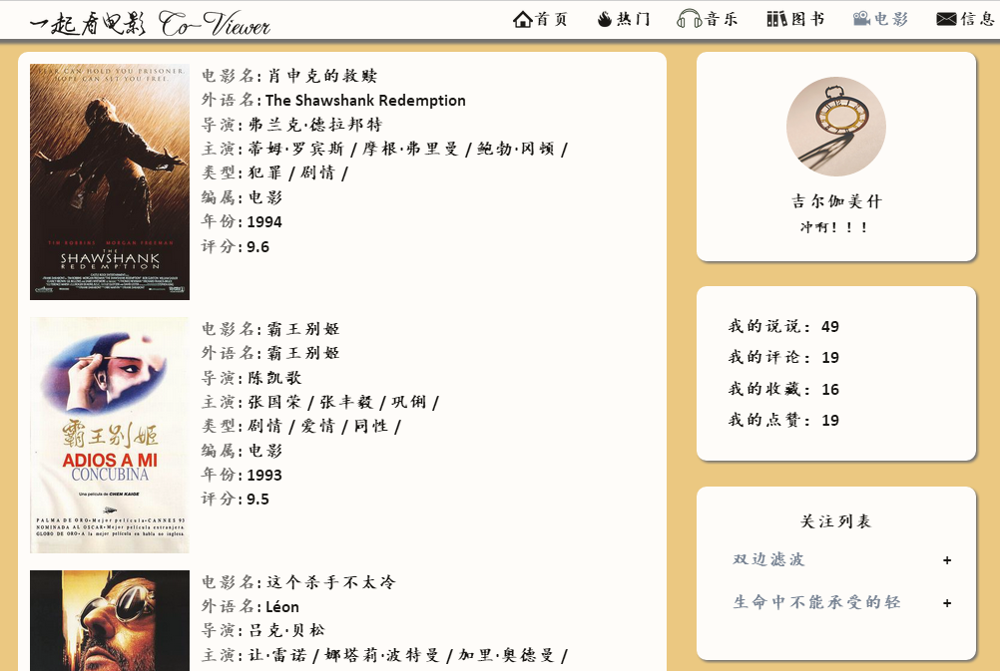 一起看电影 Co-Viewer
首页
热门
音乐
图书
电影
信息
FEAR CAN HOLD YOU PRISONER.
HOPE CAN SET YOU FREE.
TIM ROBBINS MORGAN FREEMAN
THE
SHAWSHANK
REDEMPTION
电影名: 肖申克的救赎
外语名: The Shawshank Redemption
导演: 弗兰克·德拉邦特
主演: 蒂姆·罗宾斯 / 摩根·弗里曼 / 鲍勃·冈顿 /
类型: 犯罪 / 剧情 /
编属: 电影
年份: 1994
评分: 9.6
霸王别姬
ADIOS A MI
CONCUBINA
Una película de CHEN KAIGE
PALMA DE ORO·Mejor película·CANNES 93
NOMINADA AL OSCAR·Mejor película extranjera
GLOBO DE ORO·A la mejor película en habla no inglesa.
电影名: 霸王别姬
外语名: 霸王别姬
导演: 陈凯歌
主演: 张国荣 / 张丰毅 / 巩俐 /
类型: 剧情 / 爱情 / 同性 /
编属: 电影
年份: 1993
评分: 9.5
电影名: 这个杀手不太冷
外语名: Léon
导演: 吕克·贝松
主演: 让·雷诺 / 娜塔莉·波特曼 / 加里·奥德曼 /
吉尔伽美什
冲啊！！！
我的说说: 49
我的评论: 19
我的收藏: 16
我的点赞: 19
关注列表
双边滤波 +
生命中不能承受的轻 +